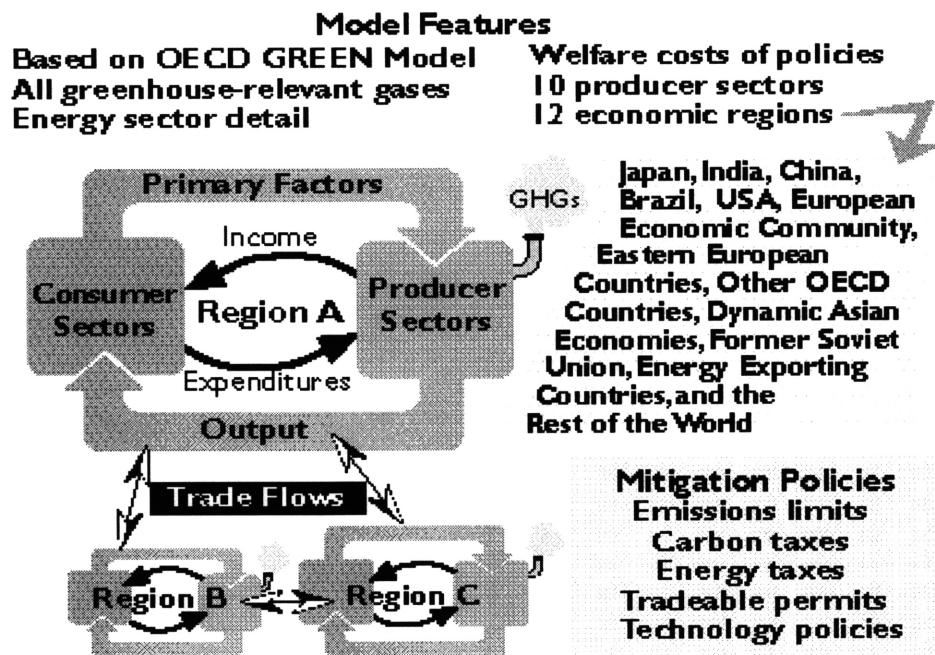 Model Features
Based on OECD GREEN Model
All greenhouse-relevant gases
Energy sector detail
Welfare costs of policies
10 producer sectors
12 economic regions
Japan, India, China,
Brazil, USA, European
Economic Community,
Eastern European
Countries, Other OECD
Countries, Dynamic Asian
Economies, Former Soviet
Union, Energy Exporting
Countries, and the
Rest of the World
Primary Factors
GHGs
Income
Consumer
Sectors
Region A
Producer
Sectors
Expenditures
Output
Trade Flows
Region B
Region C
Mitigation Policies
Emissions limits
Carbon taxes
Energy taxes
Tradeable permits
Technology policies